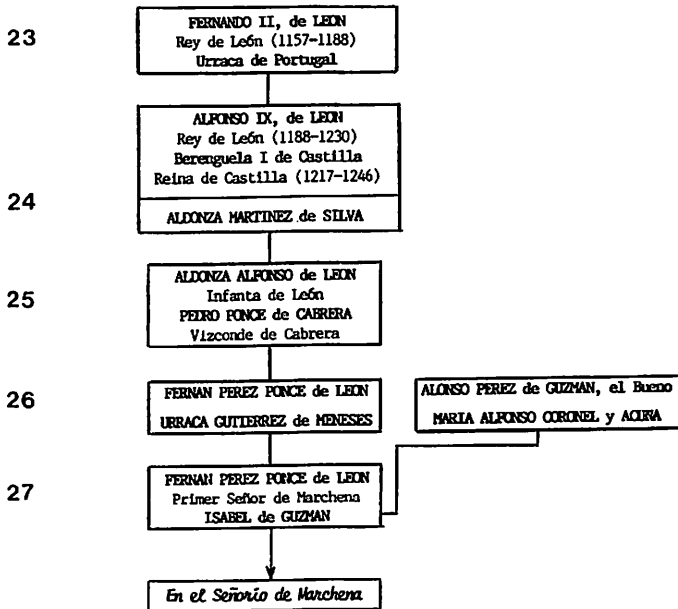 23
FERNANDO II, de LEON
Rey de León (1157-1188)
Urraca de Portugal
ALFONSO IX, de LEON
Rey de León (1188-1230)
Berenguela I de Castilla
Reina de Castilla (1217-1246)
24
ALDONZA MARTINEZ de SILVA
25
ALDONZA ALFONSO de LEON
Infanta de León
PEDRO PONCE de CABRERA
Vizconde de Cabrera
26
FERNAN PEREZ PONCE de LEON
URRACA GUTIERREZ de MENESES
ALONSO PEREZ de GUZMAN, el Bueno
MARIA ALFONSO CORONEL y ACUÑA
27
FERNAN PEREZ PONCE de LEON
Primer Señor de Marchena
ISABEL de GUZMAN
En el Señorío de Marchena